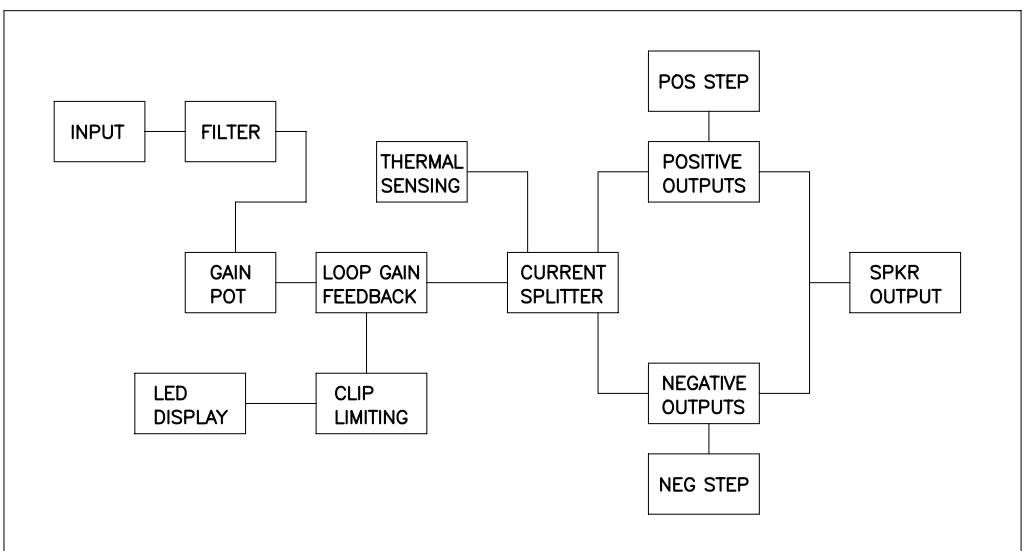 POS STEP
INPUT
FILTER
THERMAL
SENSING
POSITIVE
OUTPUTS
GAIN
POT
LOOP GAIN
FEEDBACK
CURRENT
SPLITTER
SPKR
OUTPUT
LED
DISPLAY
CLIP
LIMITING
NEGATIVE
OUTPUTS
NEG STEP